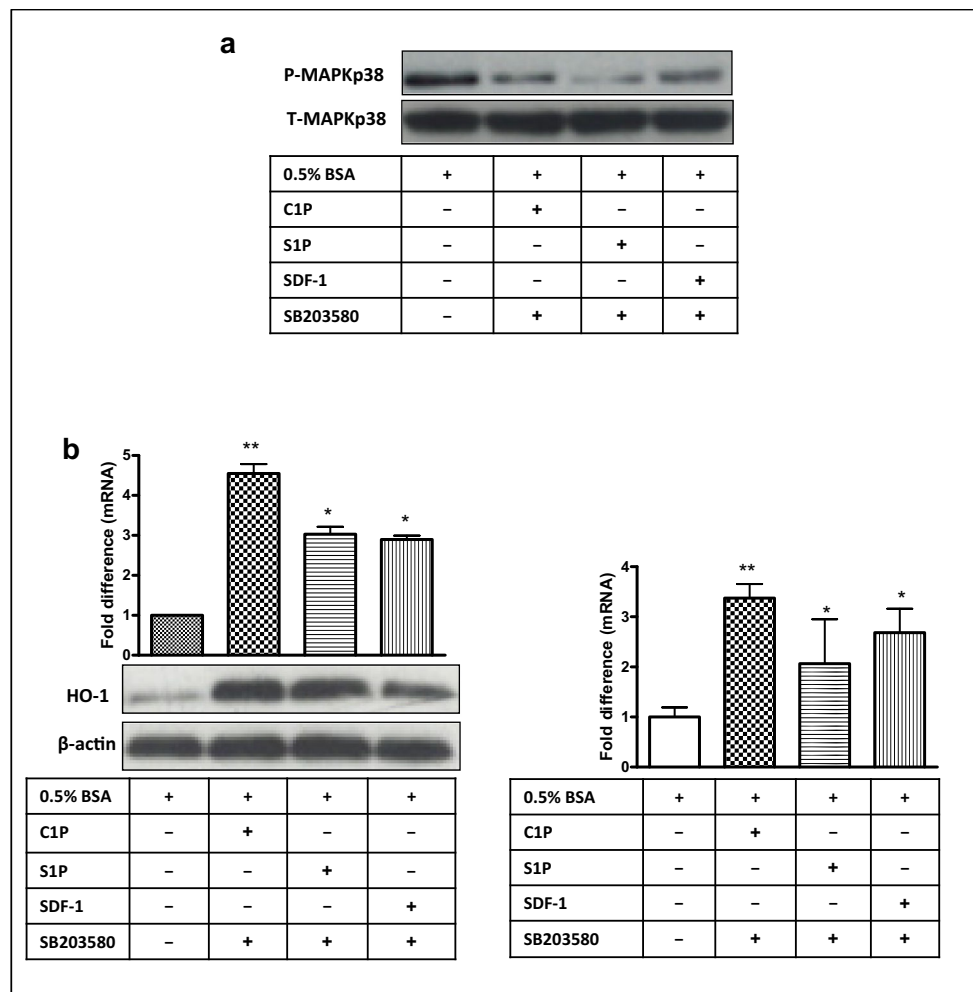 a
P-MAPKp38
T-MAPKp38
0.5% BSA + + + +
C1P – + – –
S1P – – + –
SDF-1 – – – +
SB203580 – + + +
b
Fold difference (mRNA)
5
4
3
2
1
0
** * *
HO-1
β-actin
0.5% BSA + + + +
C1P – + – –
S1P – – + –
SDF-1 – – – +
SB203580 – + + +
Fold difference (mRNA)
4
3
2
1
0
** * *
0.5% BSA + + + +
C1P – + – –
S1P – – + –
SDF-1 – – – +
SB203580 – + + +